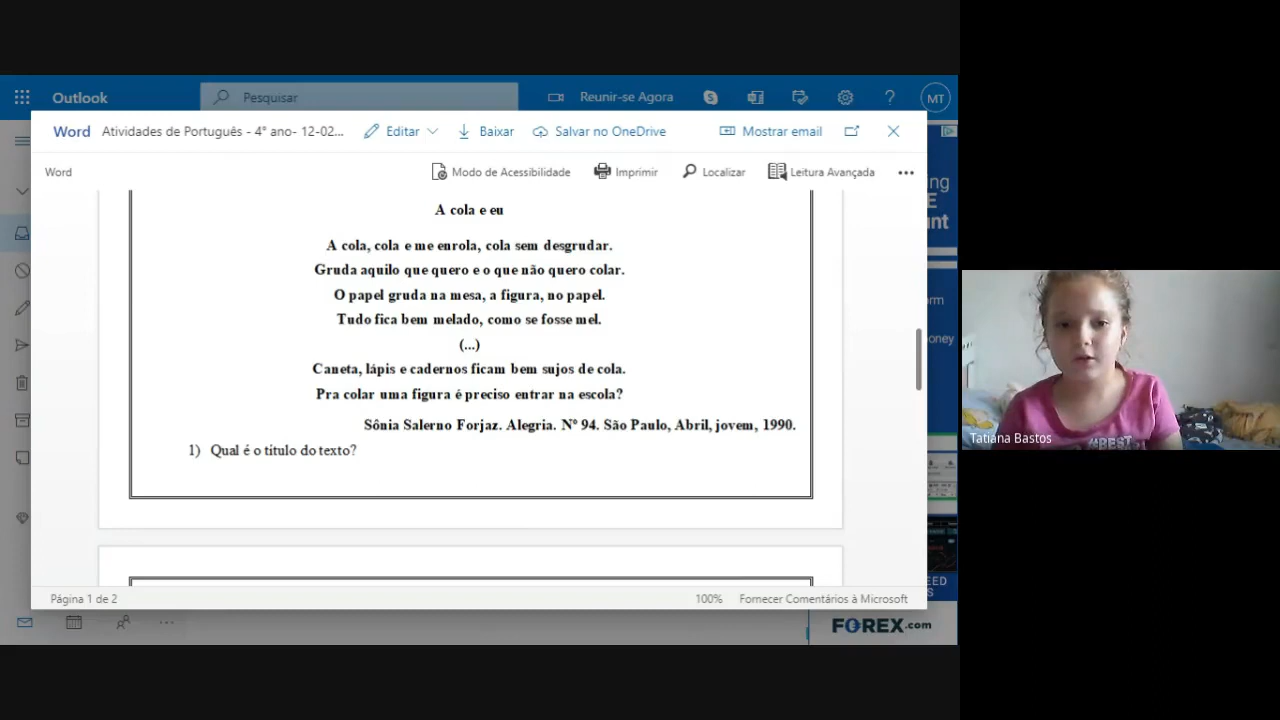 Outlook
Pesquisar
Reunir-se Agora
MT
Word
Atividades de Português - 4° ano- 12-02...
Editar
Baixar
Salvar no OneDrive
Mostrar email
Word
Modo de Acessibilidade
Imprimir
Localizar
Leitura Avançada
A cola e eu
A cola, cola e me enrola, cola sem desgrudar.
Gruda aquilo que quero e o que não quero colar.
O papel gruda na mesa, a figura, no papel.
Tudo fica bem melado, como se fosse mel.
(...)
Caneta, lápis e cadernos ficam bem sujos de cola.
Pra colar uma figura é preciso entrar na escola?
Sônia Salerno Forjaz. Alegria. Nº 94. São Paulo, Abril, jovem, 1990.
1) Qual é o título do texto?
Página 1 de 2
100%
Fornecer Comentários à Microsoft
FOREX.com
Tatiana Bastos